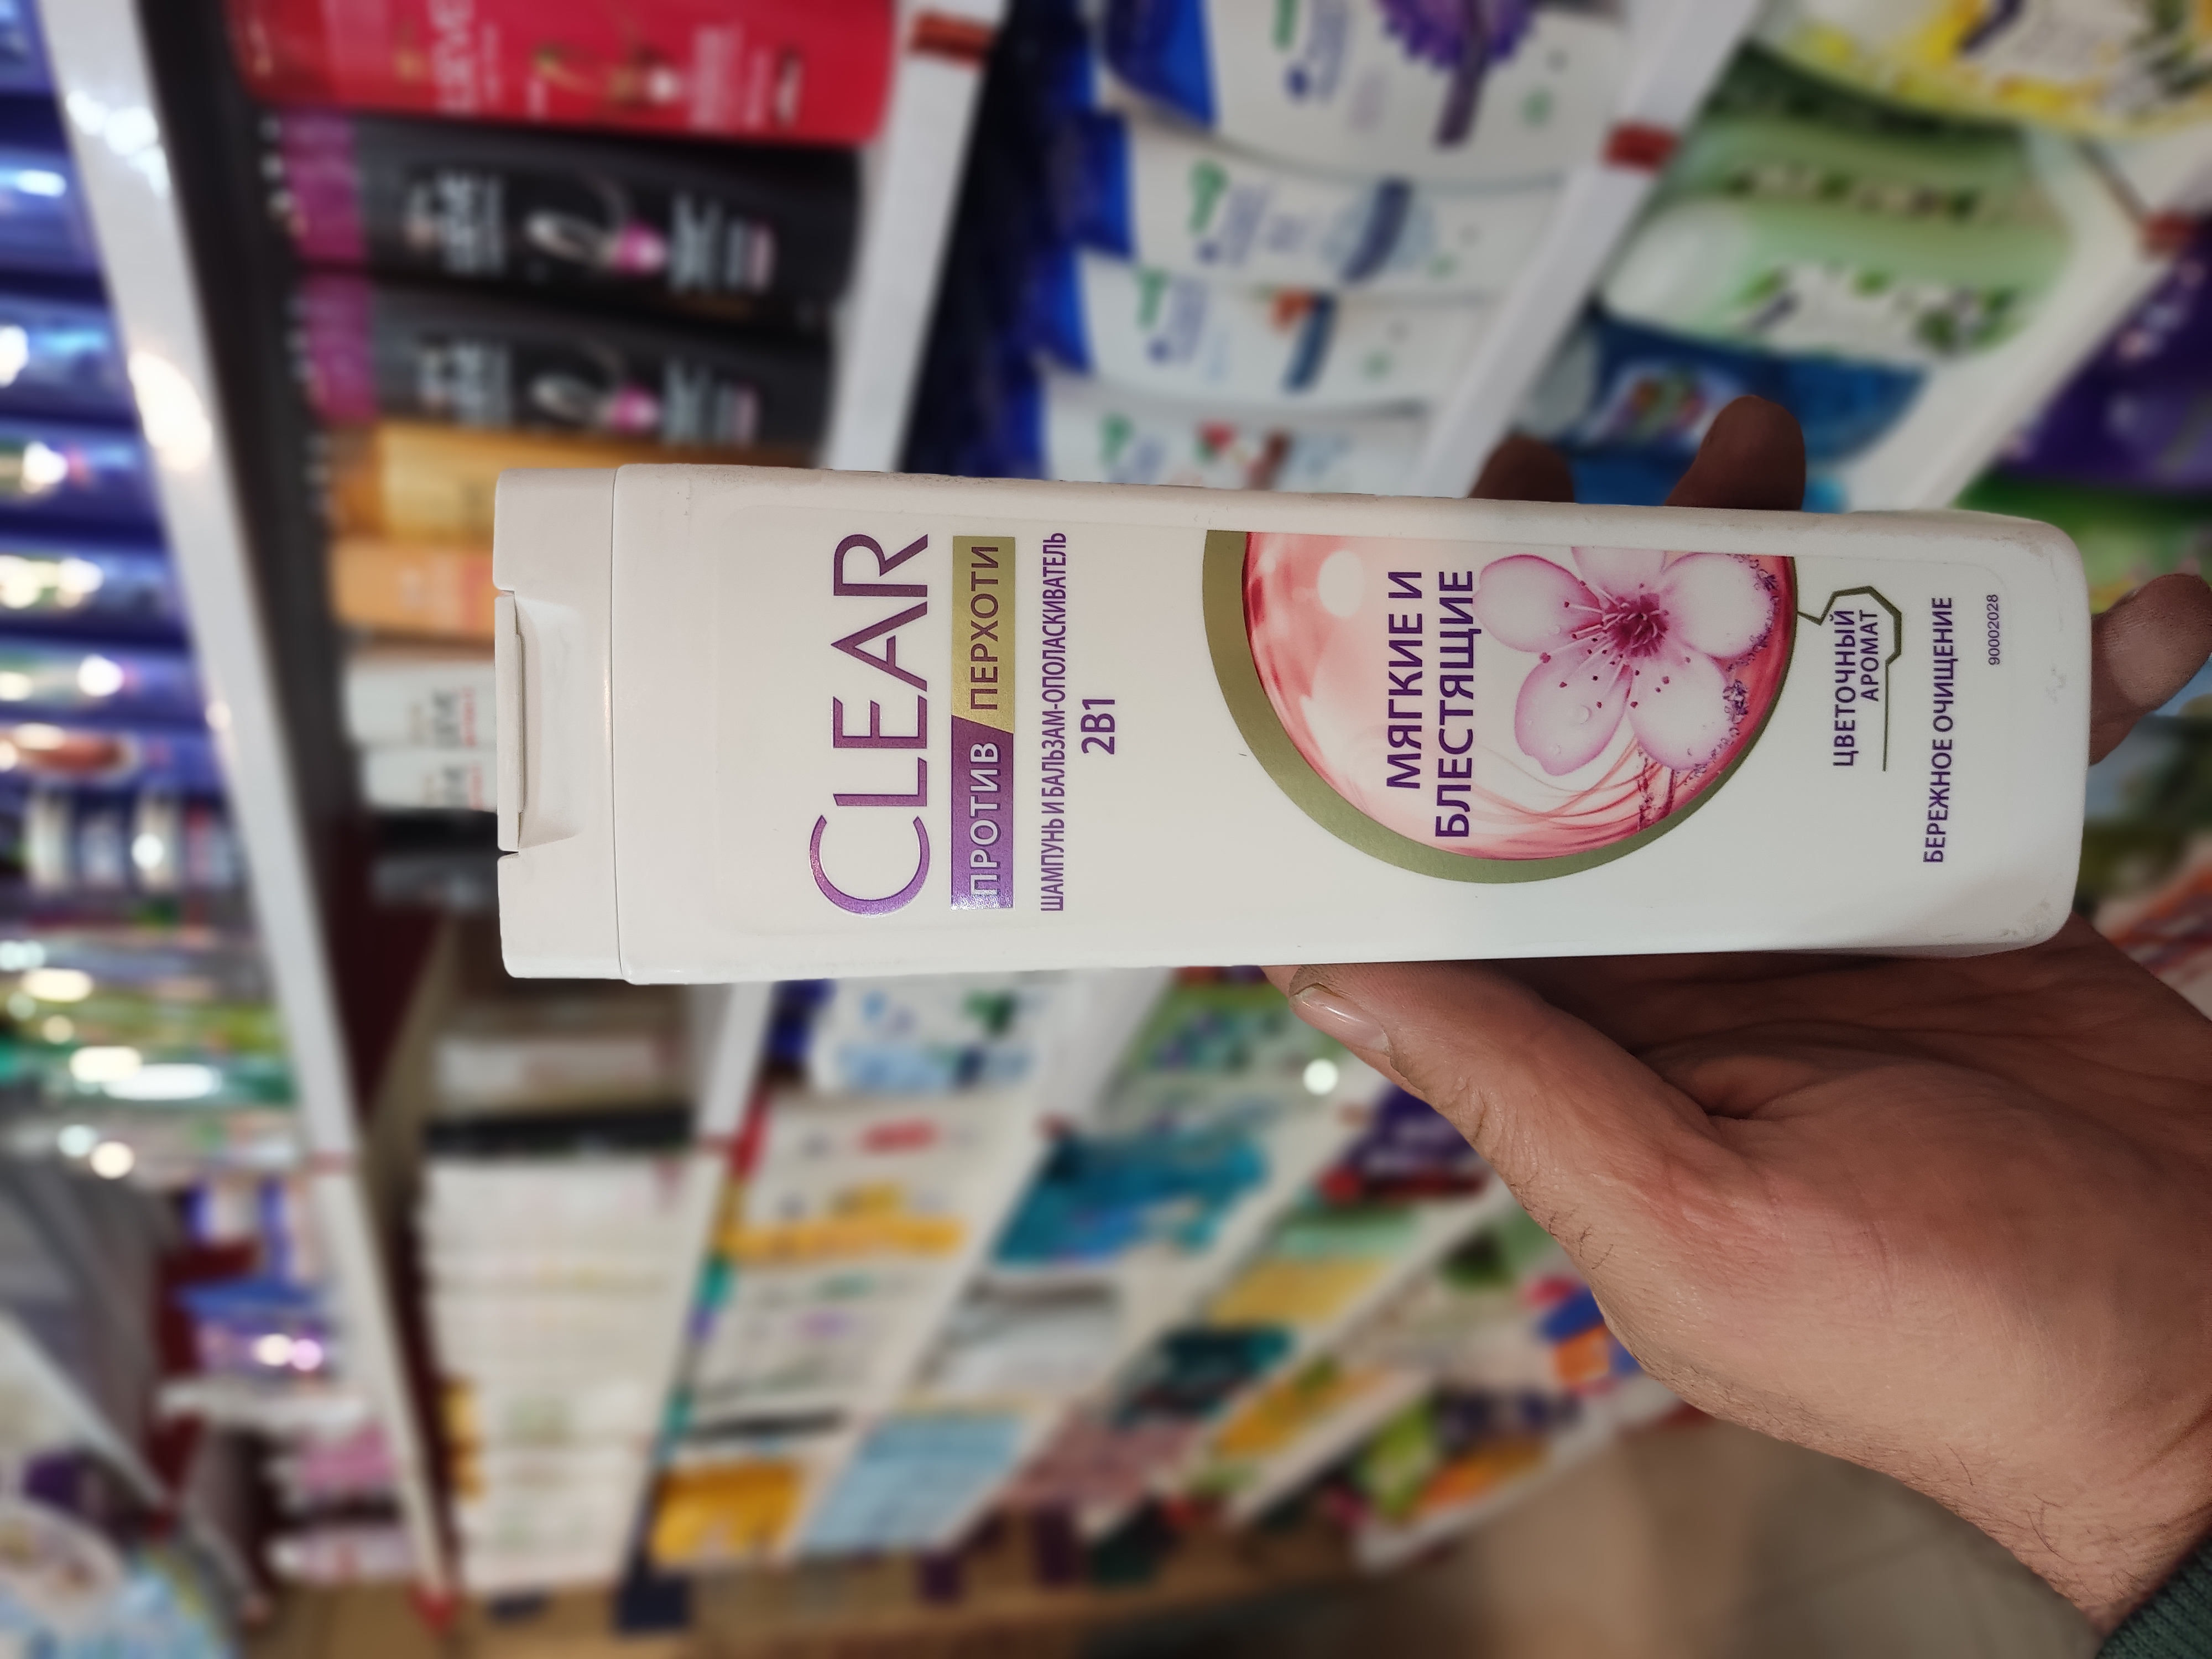 CLEAR
ПРОТИВ ПЕРХОТИ
ШАМПУНЬ И БАЛЬЗАМ-ОПОЛАСКИВАТЕЛЬ
2В1
МЯГКИЕ И
БЛЕСТЯЩИЕ
ЦВЕТОЧНЫЙ
АРОМАТ
БЕРЕЖНОЕ ОЧИЩЕНИЕ
90002028